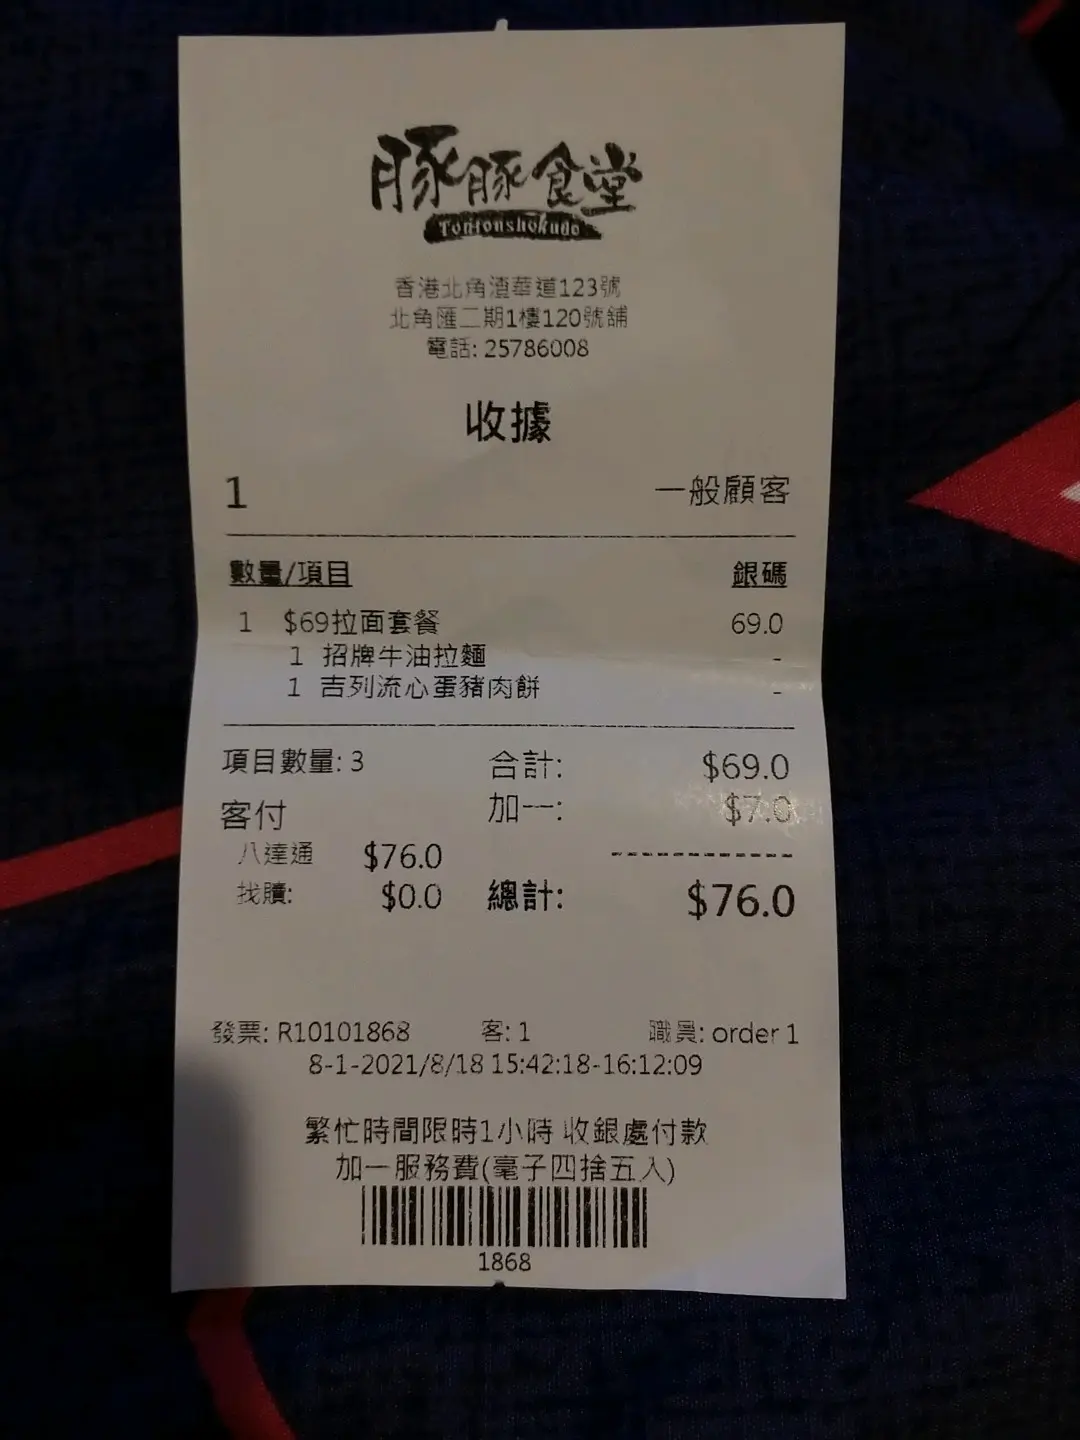 豚豚食堂
Tontonshokudo
香港北角渣華道123號
北角匯二期1樓120號舖
電話: 25786008
收據
1 一般顧客
數量/項目 銀碼
1 $69拉面套餐 69.0
1 招牌牛油拉麵 -
1 吉列流心蛋豬肉餅 -
項目數量: 3 合計: $69.0
客付 加一: $7.0
八達通 $76.0
找贖: $0.0 總計: $76.0
發票: R10101868 客: 1 職員: order 1
8-1-2021/8/18 15:42:18-16:12:09
繁忙時間限時1小時 收銀處付款
加一服務費(毫子四捨五入)
1868